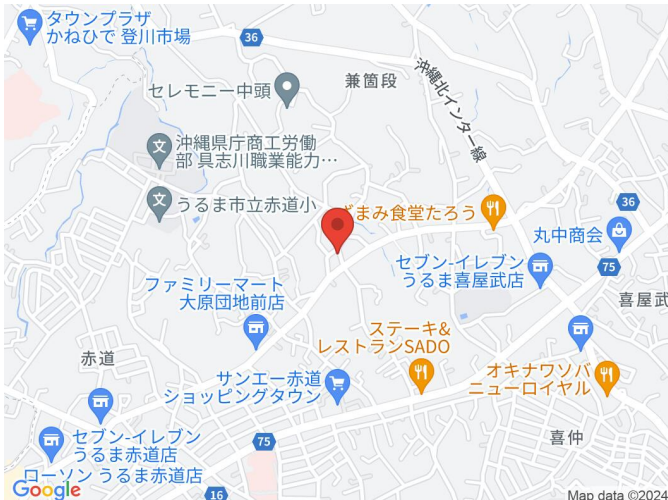 タウンプラザ
かねひで 登川市場
36
沖縄北インター線
兼箇段
セレモニー中頭
沖縄県庁商工労働
部 具志川職業能力…
うるま市立赤道小
ざまみ食堂たろう
36
丸中商会
セブン-イレブン
うるま喜屋武店
75
ファミリーマート
大原団地前店
喜屋武
ステーキ&
レストランSADO
赤道
サンエー赤道
ショッピングタウン
オキナワソバ
ニューロイヤル
セブン-イレブン
うるま赤道店
75
喜仲
ローソン うるま赤道店
Google
16
Map data ©2024